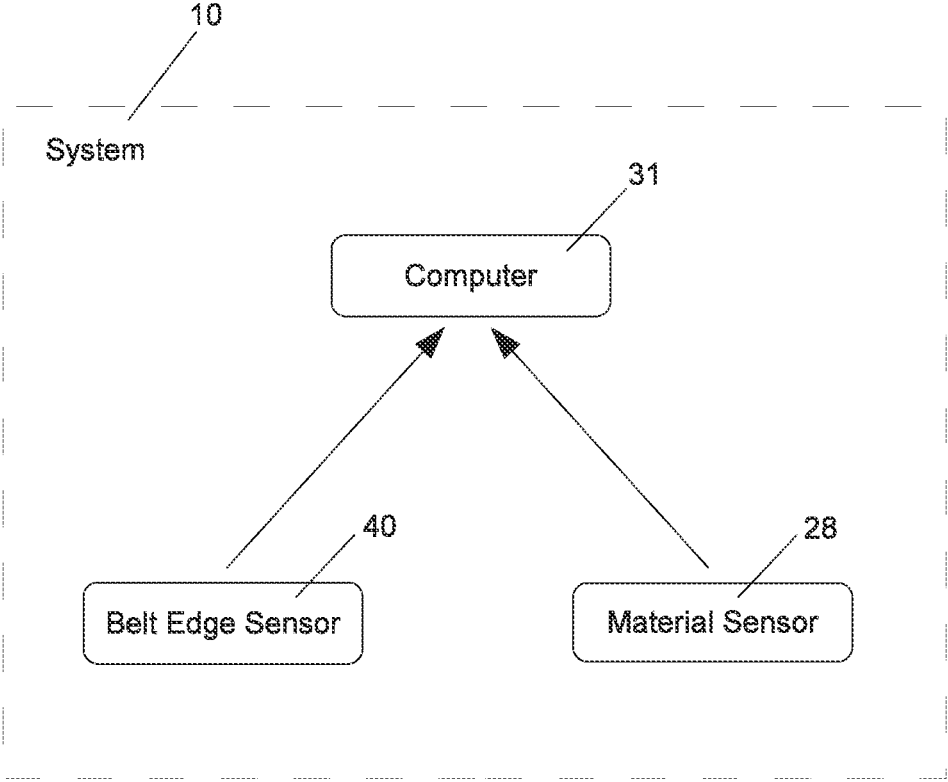 10
System
31
Computer
40
28
Belt Edge Sensor
Material Sensor